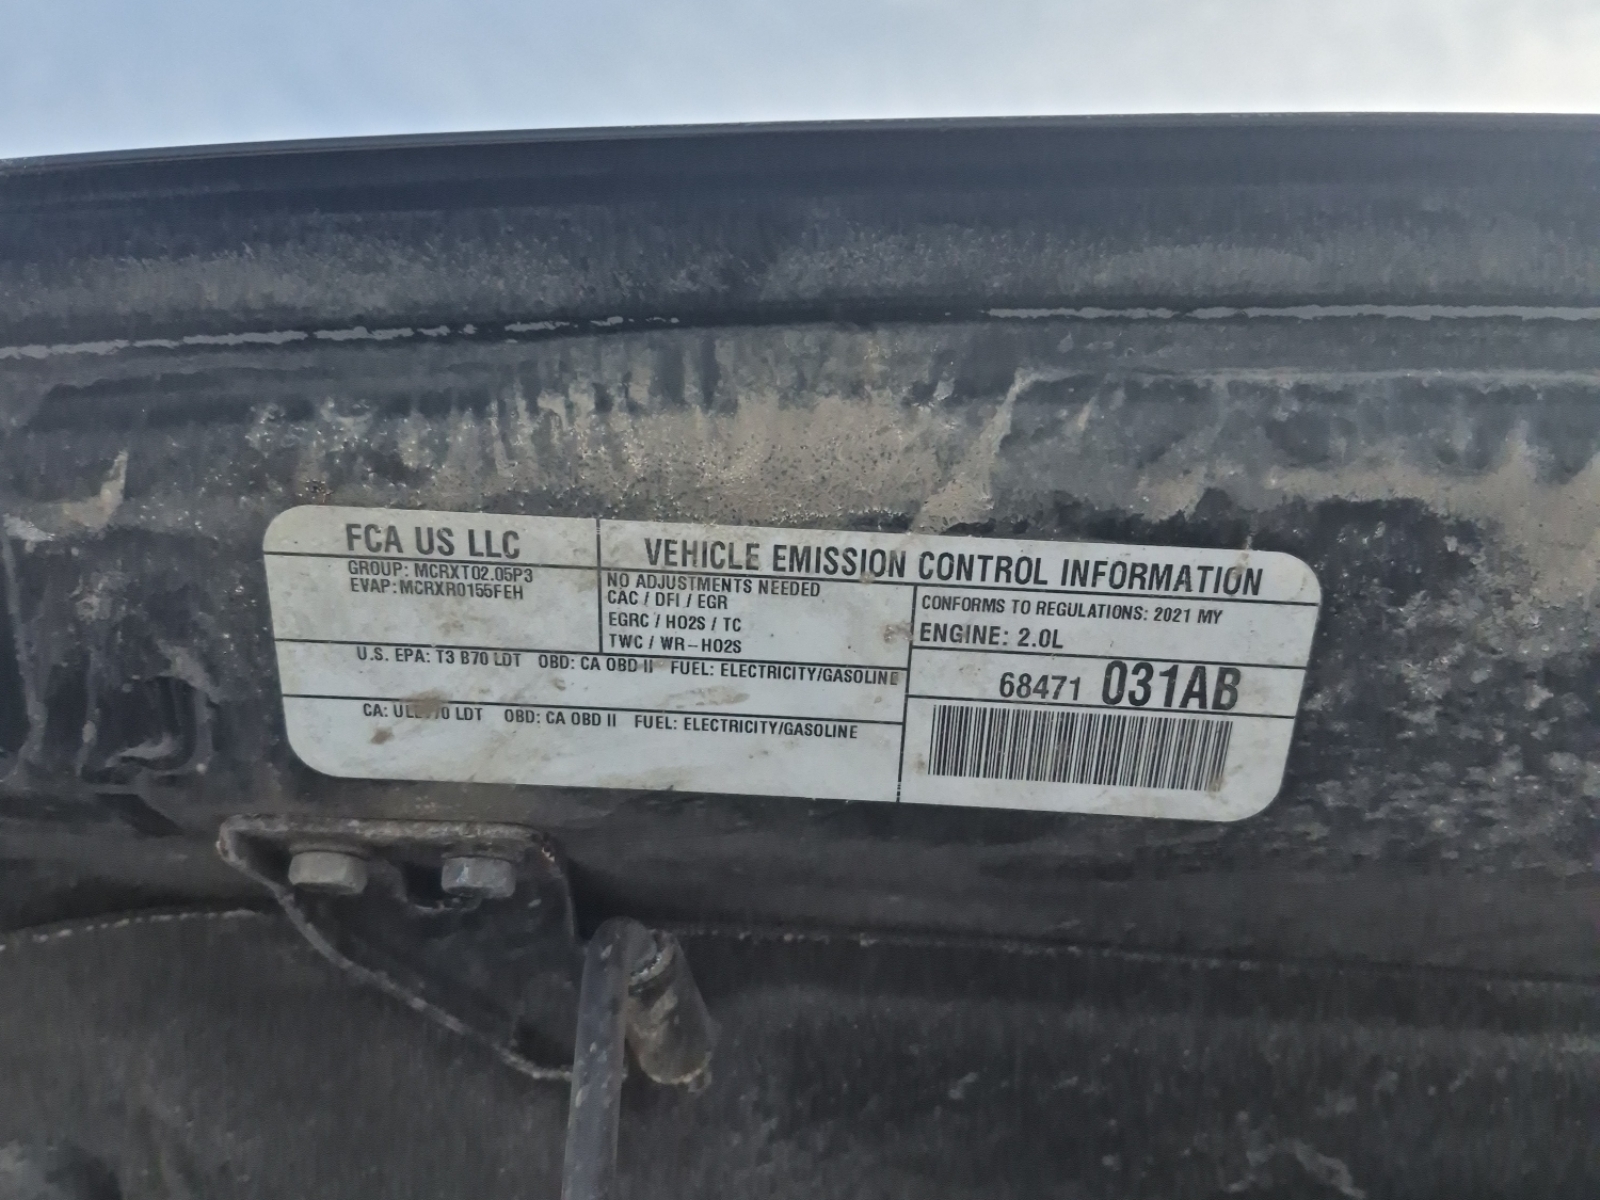 FCA US LLC
GROUP: MCRXT02.05P3
EVAP: MCRXR0155FEH
VEHICLE EMISSION CONTROL INFORMATION
NO ADJUSTMENTS NEEDED
CAC / DFI / EGR
EGRC / HO2S / TC
TWC / WR-HO2S
CONFORMS TO REGULATIONS: 2021 MY
ENGINE: 2.0L
U.S. EPA: T3 B70 LDT OBD: CA OBD II FUEL: ELECTRICITY/GASOLINE
68471 031AB
CA: LDT OBD: CA OBD II FUEL: ELECTRICITY/GASOLINE